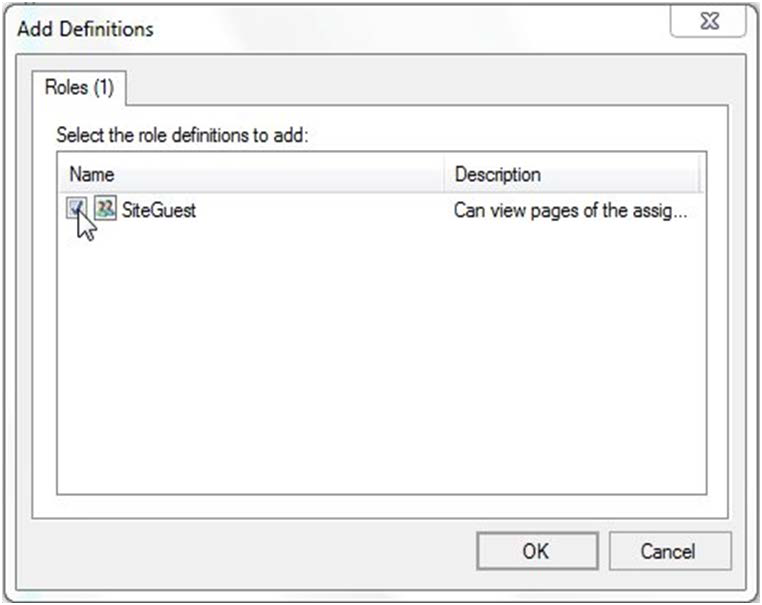 Add Definitions
Roles (1)
Select the role definitions to add:
Name Description
SiteGuest Can view pages of the assig...
OK Cancel